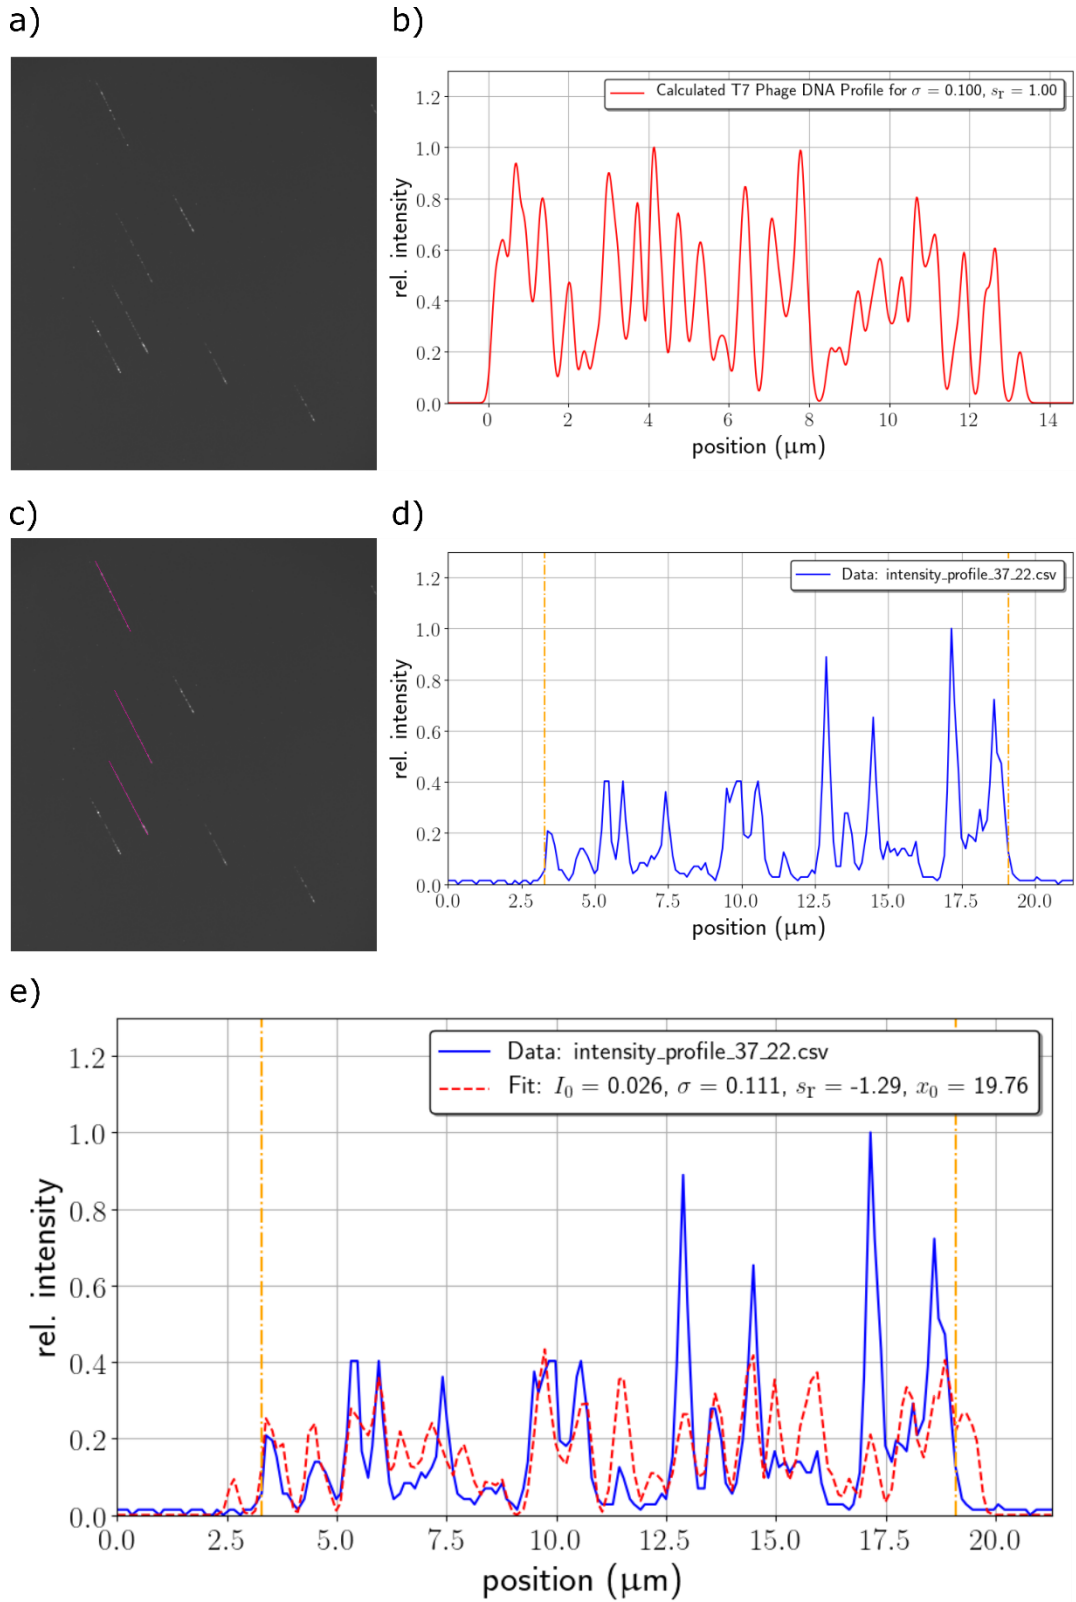 a)
b)
Calculated T7 Phage DNA Profile for σ = 0.100, sr = 1.00
1.2
1.0
0.8
0.6
0.4
0.2
0.0
rel. intensity
0 2 4 6 8 10 12 14
position (μm)
c)
d)
Data: intensity_profile_37_22.csv
1.2
1.0
0.8
0.6
0.4
0.2
0.0
rel. intensity
0.0 2.5 5.0 7.5 10.0 12.5 15.0 17.5 20.0
position (μm)
e)
Data: intensity_profile_37_22.csv
Fit: I0 = 0.026, σ = 0.111, sr = -1.29, x0 = 19.76
1.2
1.0
0.8
0.6
0.4
0.2
0.0
rel. intensity
0.0 2.5 5.0 7.5 10.0 12.5 15.0 17.5 20.0
position (μm)